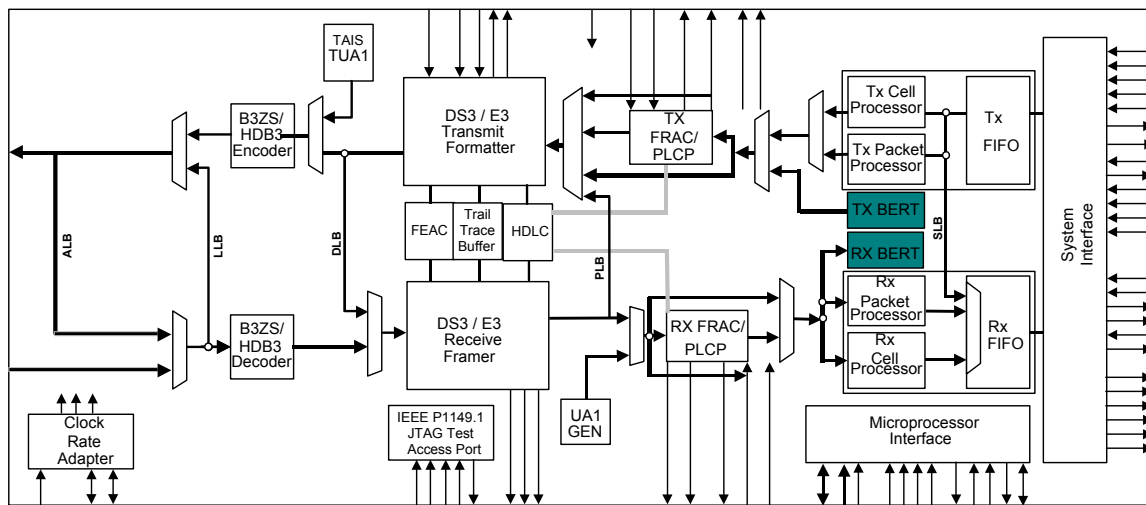 TAIS
TUA1
B3ZS/
HDB3
Encoder
DS3 / E3
Transmit
Formatter
TX
FRAC/
PLCP
Tx Cell
Processor
Tx Packet
Processor
Tx
FIFO
TX BERT
RX BERT
FEAC
Trail
Trace
Buffer
HDLC
ALB
LLB
DLB
PLB
SLB
System
Interface
B3ZS/
HDB3
Decoder
DS3 / E3
Receive
Framer
RX FRAC/
PLCP
Rx
Packet
Processor
Rx Cell
Processor
Rx
FIFO
UA1
GEN
Clock
Rate
Adapter
IEEE P1149.1
JTAG Test
Access Port
Microprocessor
Interface